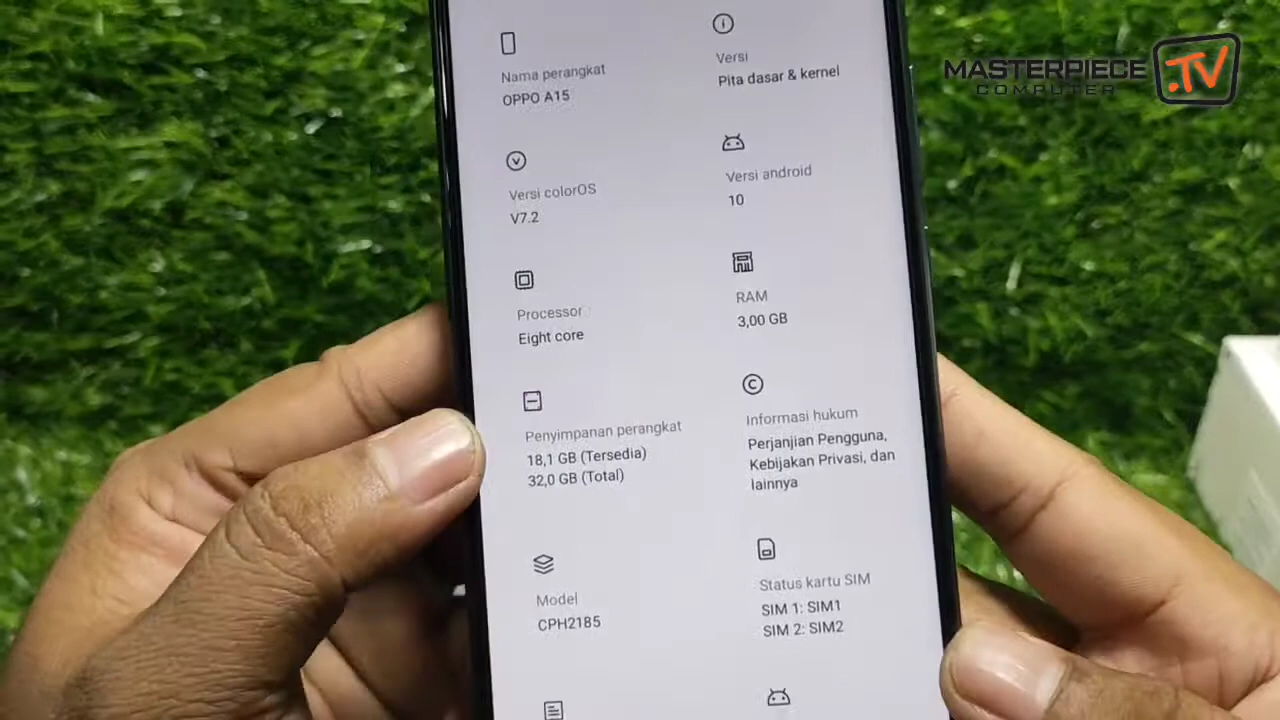 MASTERPIECE
COMPUTER
.TV
Nama perangkat
OPPO A15
Versi
Pita dasar & kernel
Versi colorOS
V7.2
Versi android
10
Processor
Eight core
RAM
3,00 GB
Penyimpanan perangkat
18,1 GB (Tersedia)
32,0 GB (Total)
Informasi hukum
Perjanjian Pengguna,
Kebijakan Privasi, dan
lainnya
Model
CPH2185
Status kartu SIM
SIM 1: SIM1
SIM 2: SIM2